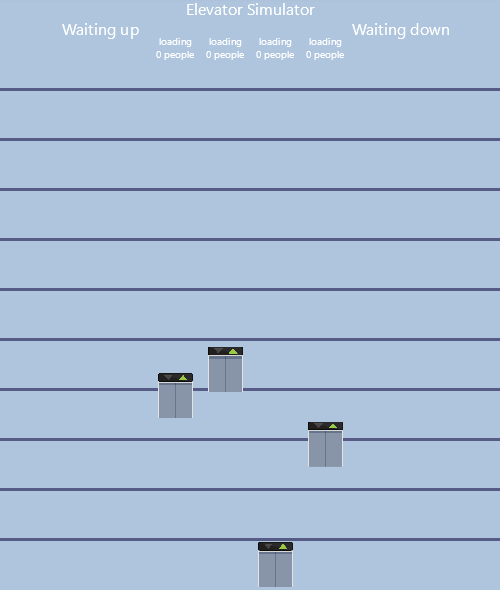 Elevator Simulator
Waiting up
Waiting down
loading loading loading loading
0 people 0 people 0 people 0 people